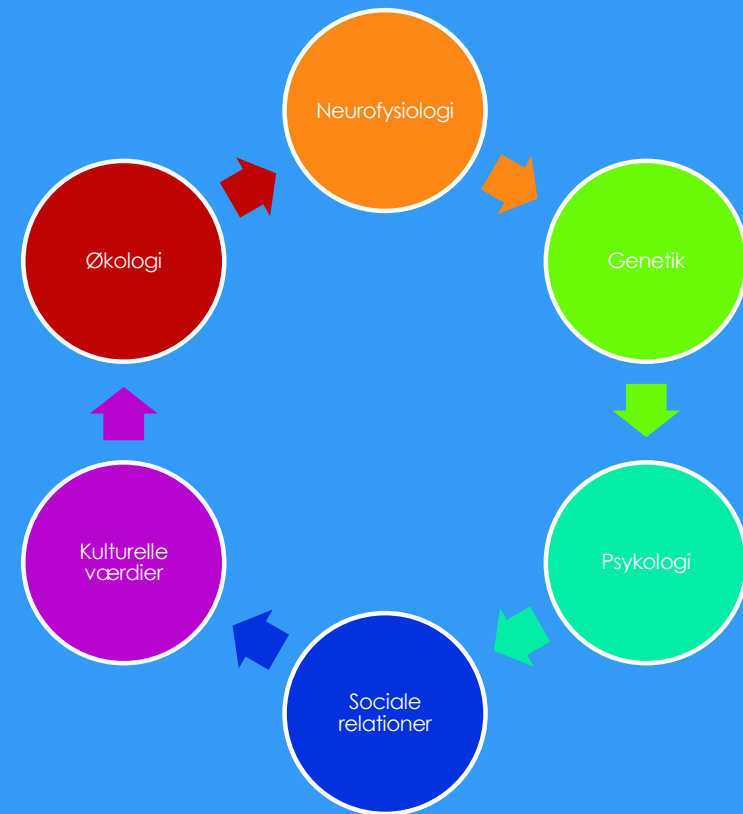 Neurofysiologi
Genetik
Psykologi
Sociale
relationer
Kulturelle
værdier
Økologi